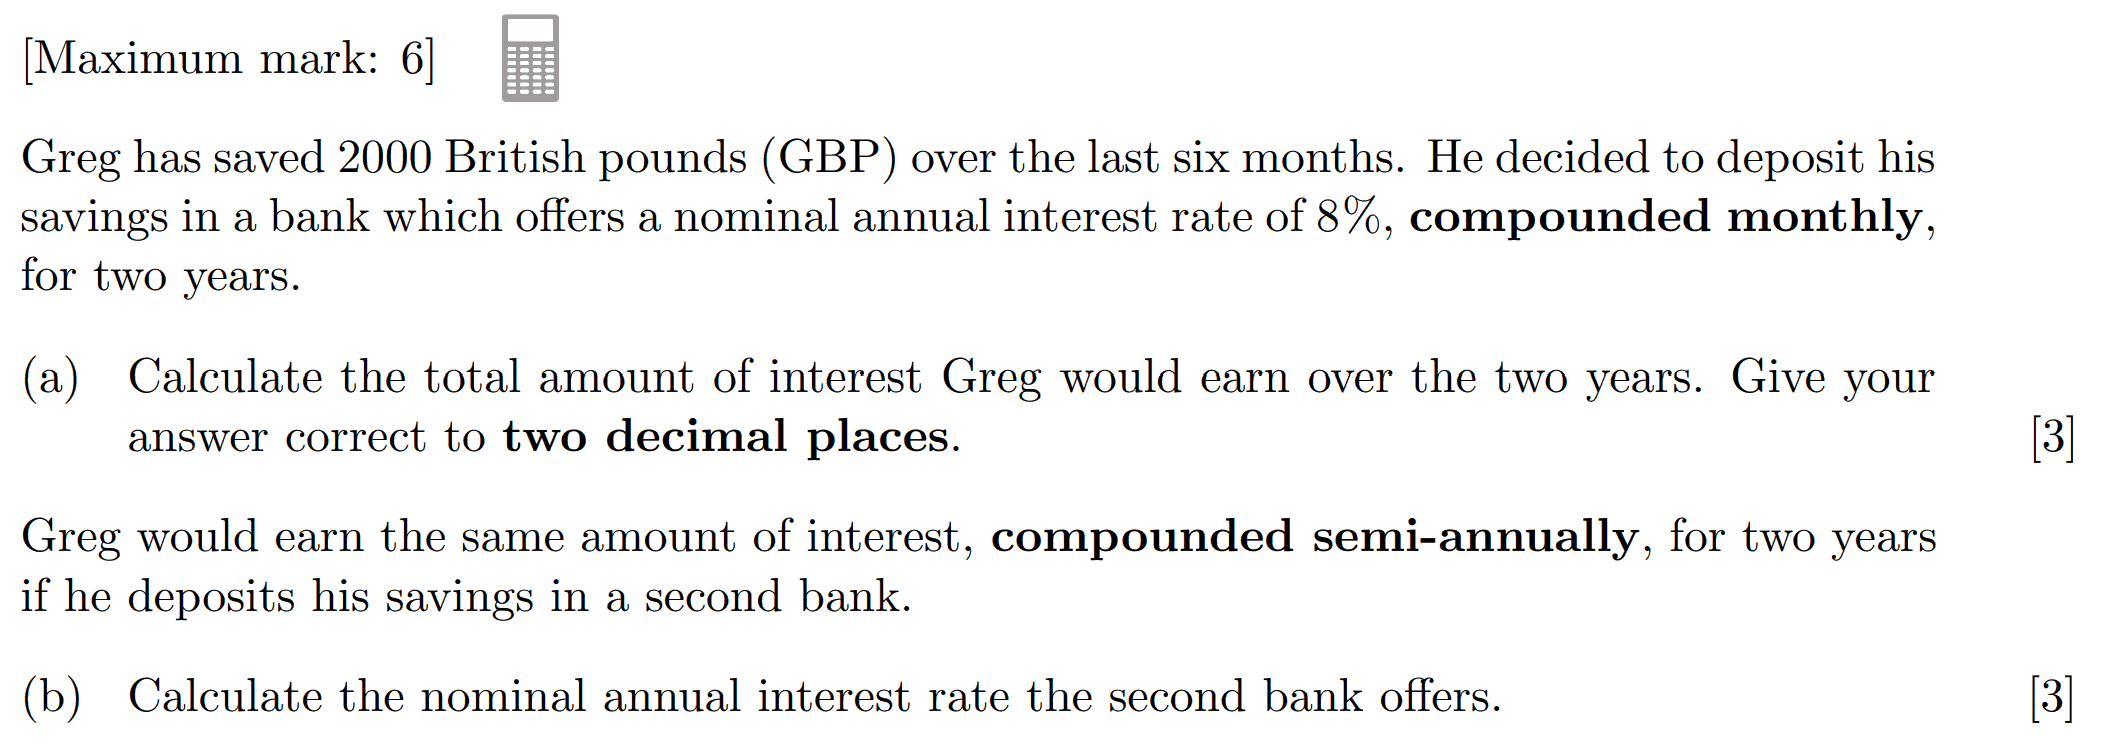 [Maximum mark: 6]
Greg has saved 2000 British pounds (GBP) over the last six months. He decided to deposit his
savings in a bank which offers a nominal annual interest rate of 8%, compounded monthly,
for two years.
(a) Calculate the total amount of interest Greg would earn over the two years. Give your
answer correct to two decimal places. [3]
Greg would earn the same amount of interest, compounded semi-annually, for two years
if he deposits his savings in a second bank.
(b) Calculate the nominal annual interest rate the second bank offers. [3]